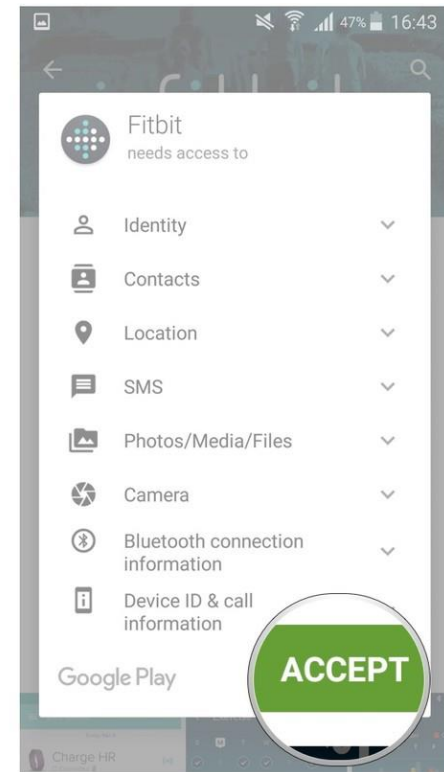 47% 16:43
fitbit
Fitbit
needs access to
Identity
Contacts
Location
SMS
Photos/Media/Files
Camera
Bluetooth connection
information
Device ID & call
information
Google Play
ACCEPT
Charge HR